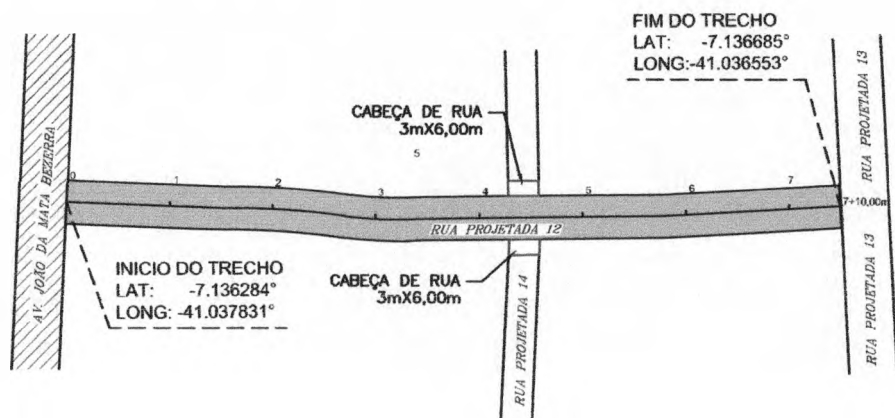 FIM DO TRECHO
LAT: -7.136685°
LONG:-41.036553°
RUA PROJETADA 13
CABEÇA DE RUA
3mX6,00m
5
AV. JOÃO DA MATA BEZERRA
0
1
2
3
4
5
6
7
7+10,00m
RUA PROJETADA 12
INICIO DO TRECHO
LAT: -7.136284°
LONG: -41.037831°
CABEÇA DE RUA
3mX6,00m
RUA PROJETADA 14
RUA PROJETADA 13